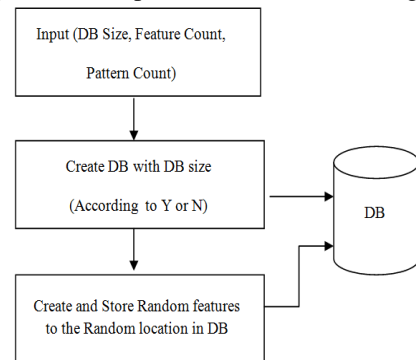 Input (DB Size, Feature Count,
Pattern Count)
Create DB with DB size
(According to Y or N)
DB
Create and Store Random features
to the Random location in DB